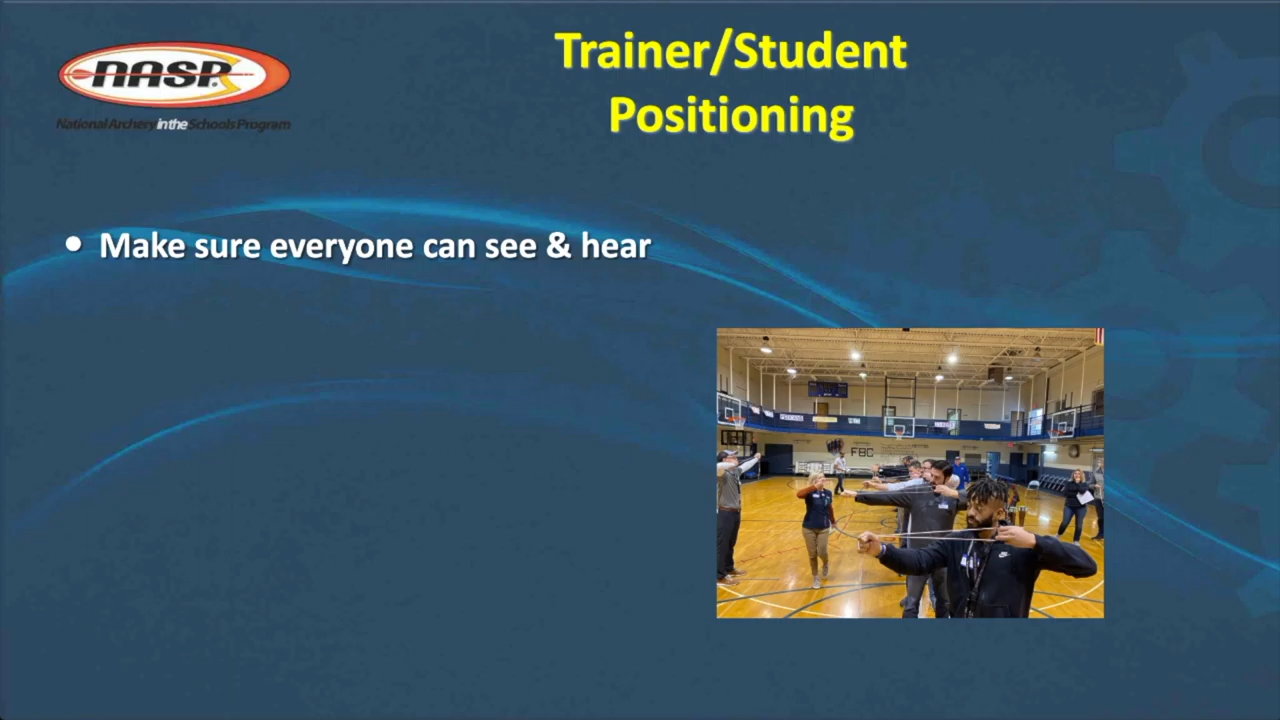 NASP.
National Archery in the Schools Program
Trainer/Student
Positioning
• Make sure everyone can see & hear
FBC